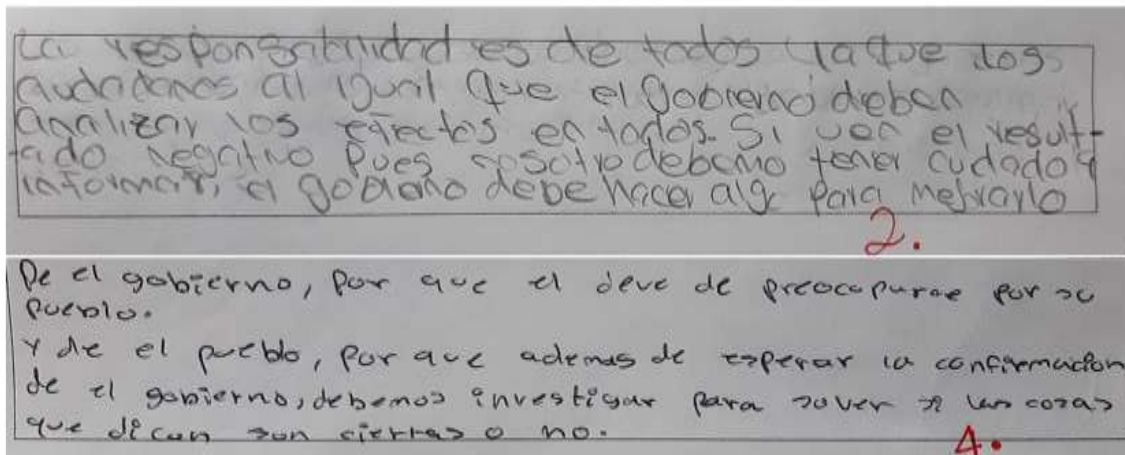 La responsabilidad es de todos ya que los
ciudadanos al igual que el gobierno deben
analizar los efectos en todos. Si ven el result-
tado negativo pues nosotro debemo tener cudado y
informar, el gobierno debe hacer algo para mejorarlo
2.
De el gobierno, por que el deve de preocuparse por su
pueblo.
Y de el pueblo, por que ademas de esperar la confirmacion
de el gobierno, debemos investigar para saver si las cosas
que dicen son ciertas o no.
4.